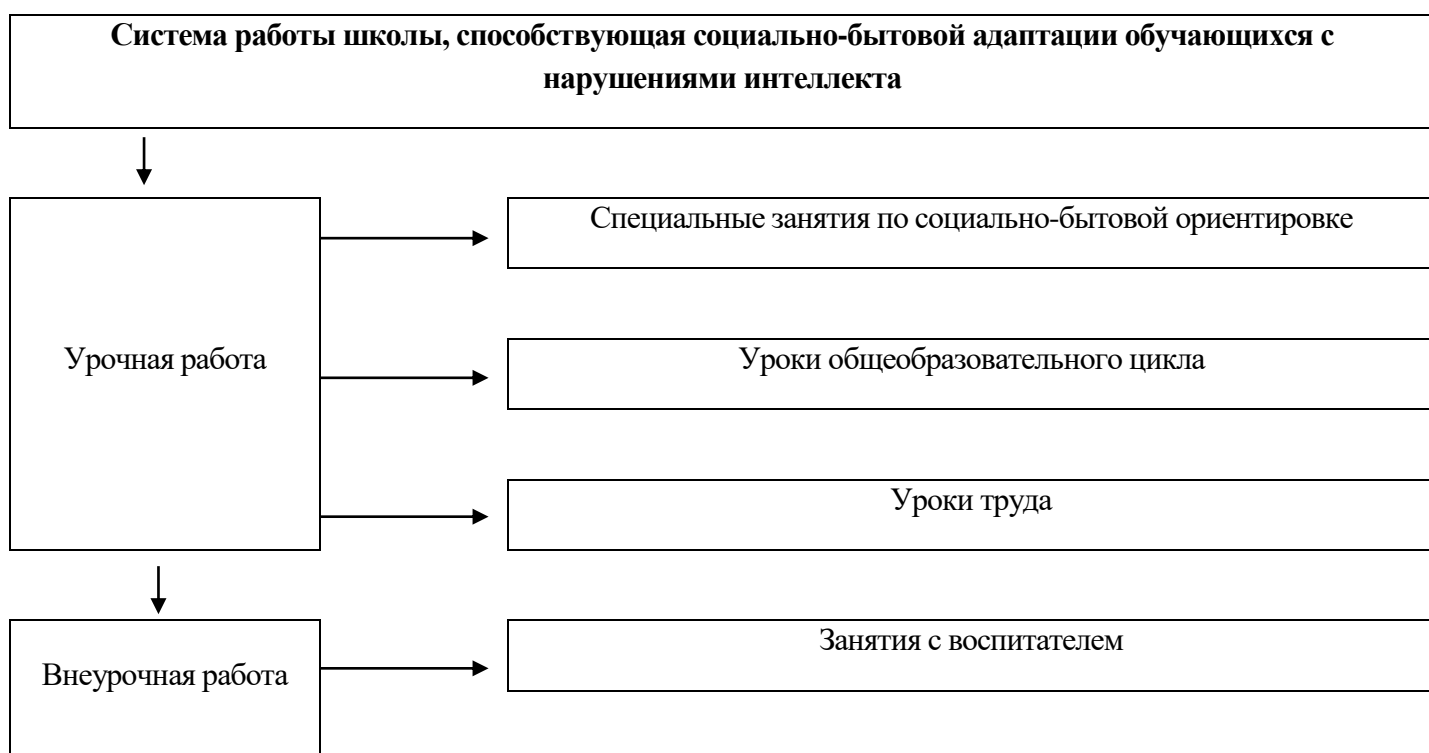 Система работы школы, способствующая социально-бытовой адаптации обучающихся с
нарушениями интеллекта
Специальные занятия по социально-бытовой ориентировке
Урочная работа
Уроки общеобразовательного цикла
Уроки труда
Занятия с воспитателем
Внеурочная работа